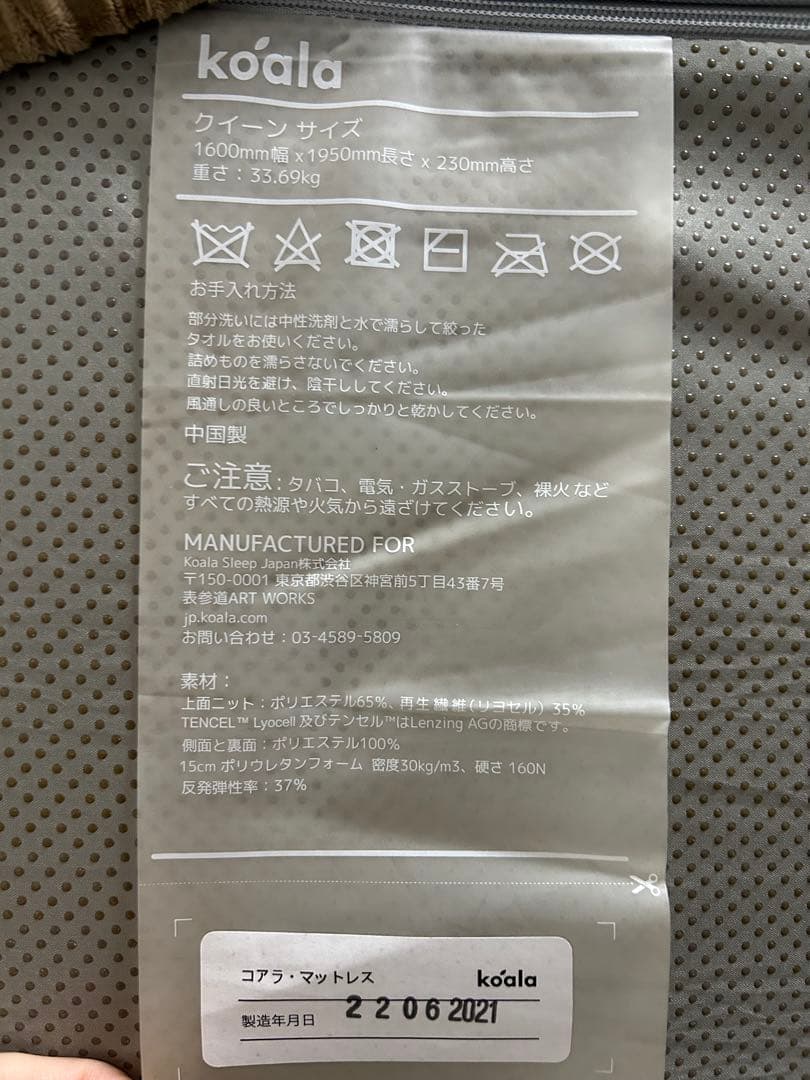 koala
クイーン サイズ
1600mm幅 x 1950mm長さ x 230mm高さ
重さ：33.69kg
お手入れ方法
部分洗いには中性洗剤と水で濡らして絞った
タオルをお使いください。
詰めものを濡らさないでください。
直射日光を避け、陰干ししてください。
風通しの良いところでしっかりと乾かしてください。
中国製
ご注意：タバコ、電気・ガスストーブ、裸火など
すべての熱源や火気から遠ざけてください。
MANUFACTURED FOR
Koala Sleep Japan株式会社
〒150-0001 東京都渋谷区神宮前5丁目43番7号
表参道ART WORKS
jp.koala.com
お問い合わせ：03-4589-5809
素材：
上面ニット：ポリエステル65%、再生繊維(リヨセル) 35%
TENCEL™ Lyocell 及びテンセル™はLenzing AGの商標です。
側面と裏面：ポリエステル100%
15cm ポリウレタンフォーム 密度30kg/m3、硬さ 160N
反発弾性率：37%
コアラ・マットレス koala
製造年月日 22 06 2021